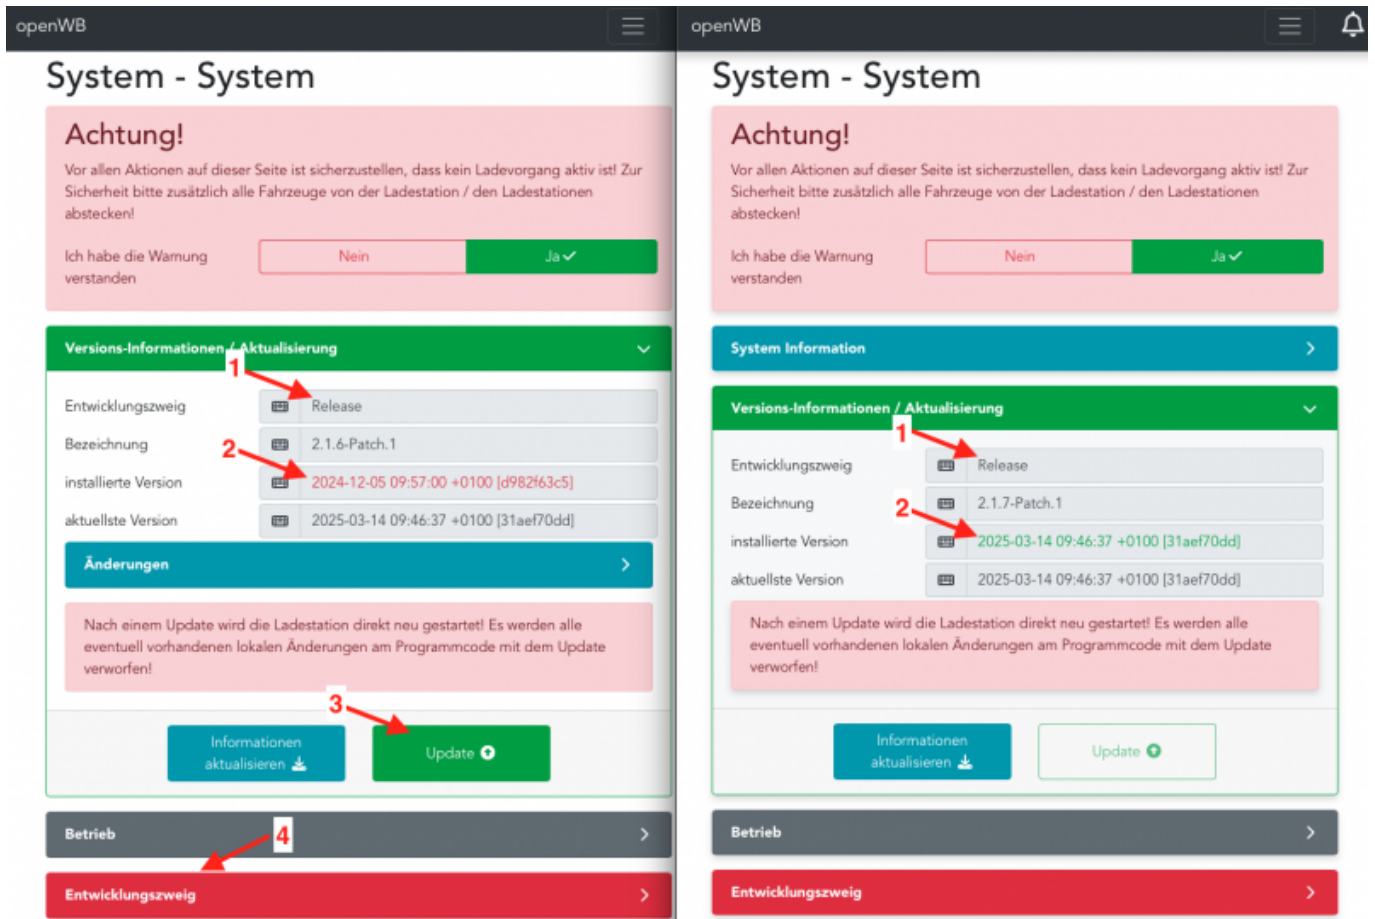 openWB
System - System
Achtung!
Vor allen Aktionen auf dieser Seite ist sicherzustellen, dass kein Ladevorgang aktiv ist! Zur
Sicherheit bitte zusätzlich alle Fahrzeuge von der Ladestation / den Ladestationen
abstecken!
Ich habe die Warnung
verstanden
Nein
Ja
Versions-Informationen / Aktualisierung
1
Entwicklungszweig
Release
Bezeichnung
2.1.6-Patch.1
2
installierte Version
2024-12-05 09:57:00 +0100 [d982f63c5]
aktuellste Version
2025-03-14 09:46:37 +0100 [31aef70dd]
Änderungen
Nach einem Update wird die Ladestation direkt neu gestartet! Es werden alle
eventuell vorhandenen lokalen Änderungen am Programmcode mit dem Update
verworfen!
3
Informationen
aktualisieren
Update
Betrieb
4
Entwicklungszweig
openWB
System - System
Achtung!
Vor allen Aktionen auf dieser Seite ist sicherzustellen, dass kein Ladevorgang aktiv ist! Zur
Sicherheit bitte zusätzlich alle Fahrzeuge von der Ladestation / den Ladestationen
abstecken!
Ich habe die Warnung
verstanden
Nein
Ja
System Information
Versions-Informationen / Aktualisierung
1
Entwicklungszweig
Release
Bezeichnung
2.1.7-Patch.1
2
installierte Version
2025-03-14 09:46:37 +0100 [31aef70dd]
aktuellste Version
2025-03-14 09:46:37 +0100 [31aef70dd]
Nach einem Update wird die Ladestation direkt neu gestartet! Es werden alle
eventuell vorhandenen lokalen Änderungen am Programmcode mit dem Update
verworfen!
Informationen
aktualisieren
Update
Betrieb
Entwicklungszweig